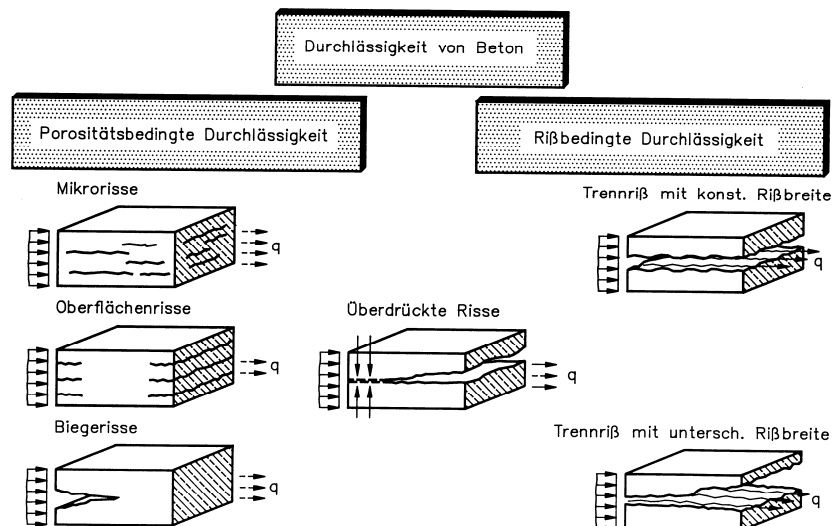 Durchlässigkeit von Beton
Porositätsbedingte Durchlässigkeit
Rißbedingte Durchlässigkeit
Mikrorisse
q
Trennriß mit konst. Rißbreite
q
Oberflächenrisse
q
Überdrückte Risse
q
Biegerisse
q
Trennriß mit untersch. Rißbreite
q